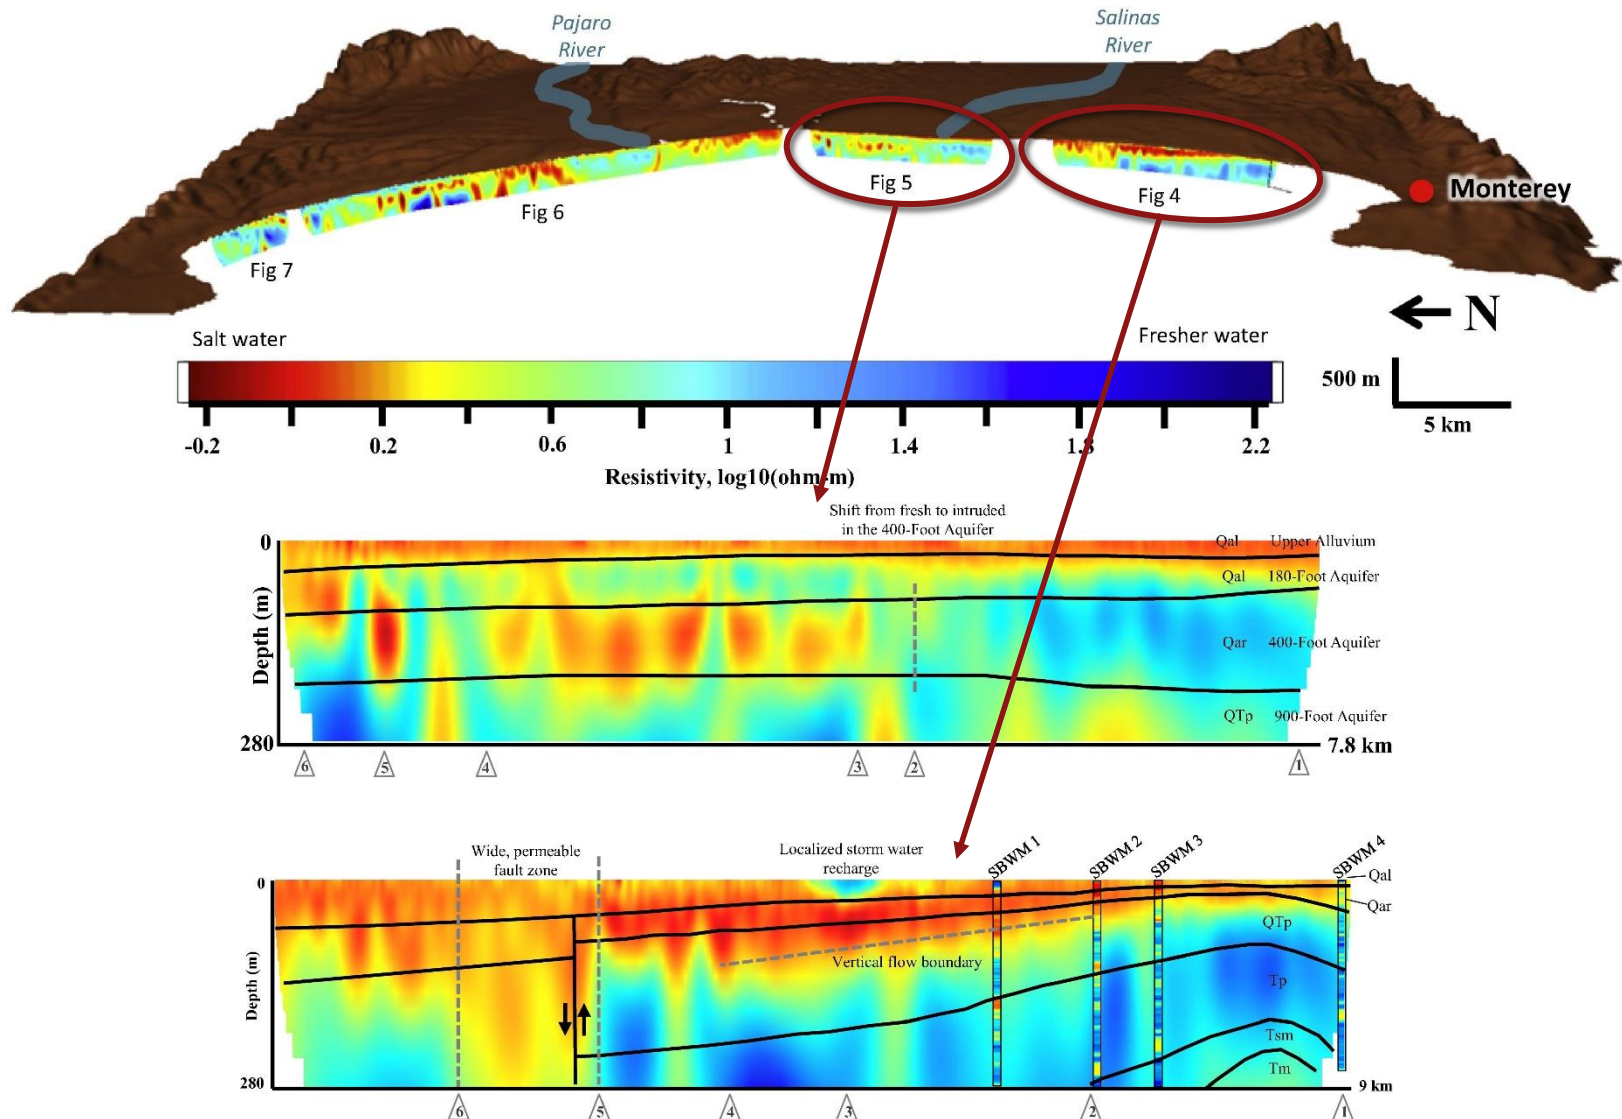 Pajaro
River
Salinas
River
Fig 5
Fig 4
Monterey
Fig 6
Fig 7
N
Salt water
Fresher water
500 m
5 km
-0.2
0.2
0.6
1
1.4
1.8
2.2
Resistivity, log10(ohm-m)
Shift from fresh to intruded
in the 400-Foot Aquifer
0
Qal Upper Alluvium
Qal 180-Foot Aquifer
Depth (m)
Qar 400-Foot Aquifer
QTp 900-Foot Aquifer
280
7.8 km
6
5
4
3
2
1
Wide, permeable
fault zone
Localized storm water
recharge
SBWM 1
SBWM 2
SBWM 3
SBWM 4
0
Qal
Qar
QTp
Depth (m)
Vertical flow boundary
Tp
Tsm
Tm
280
9 km
6
5
4
3
2
1